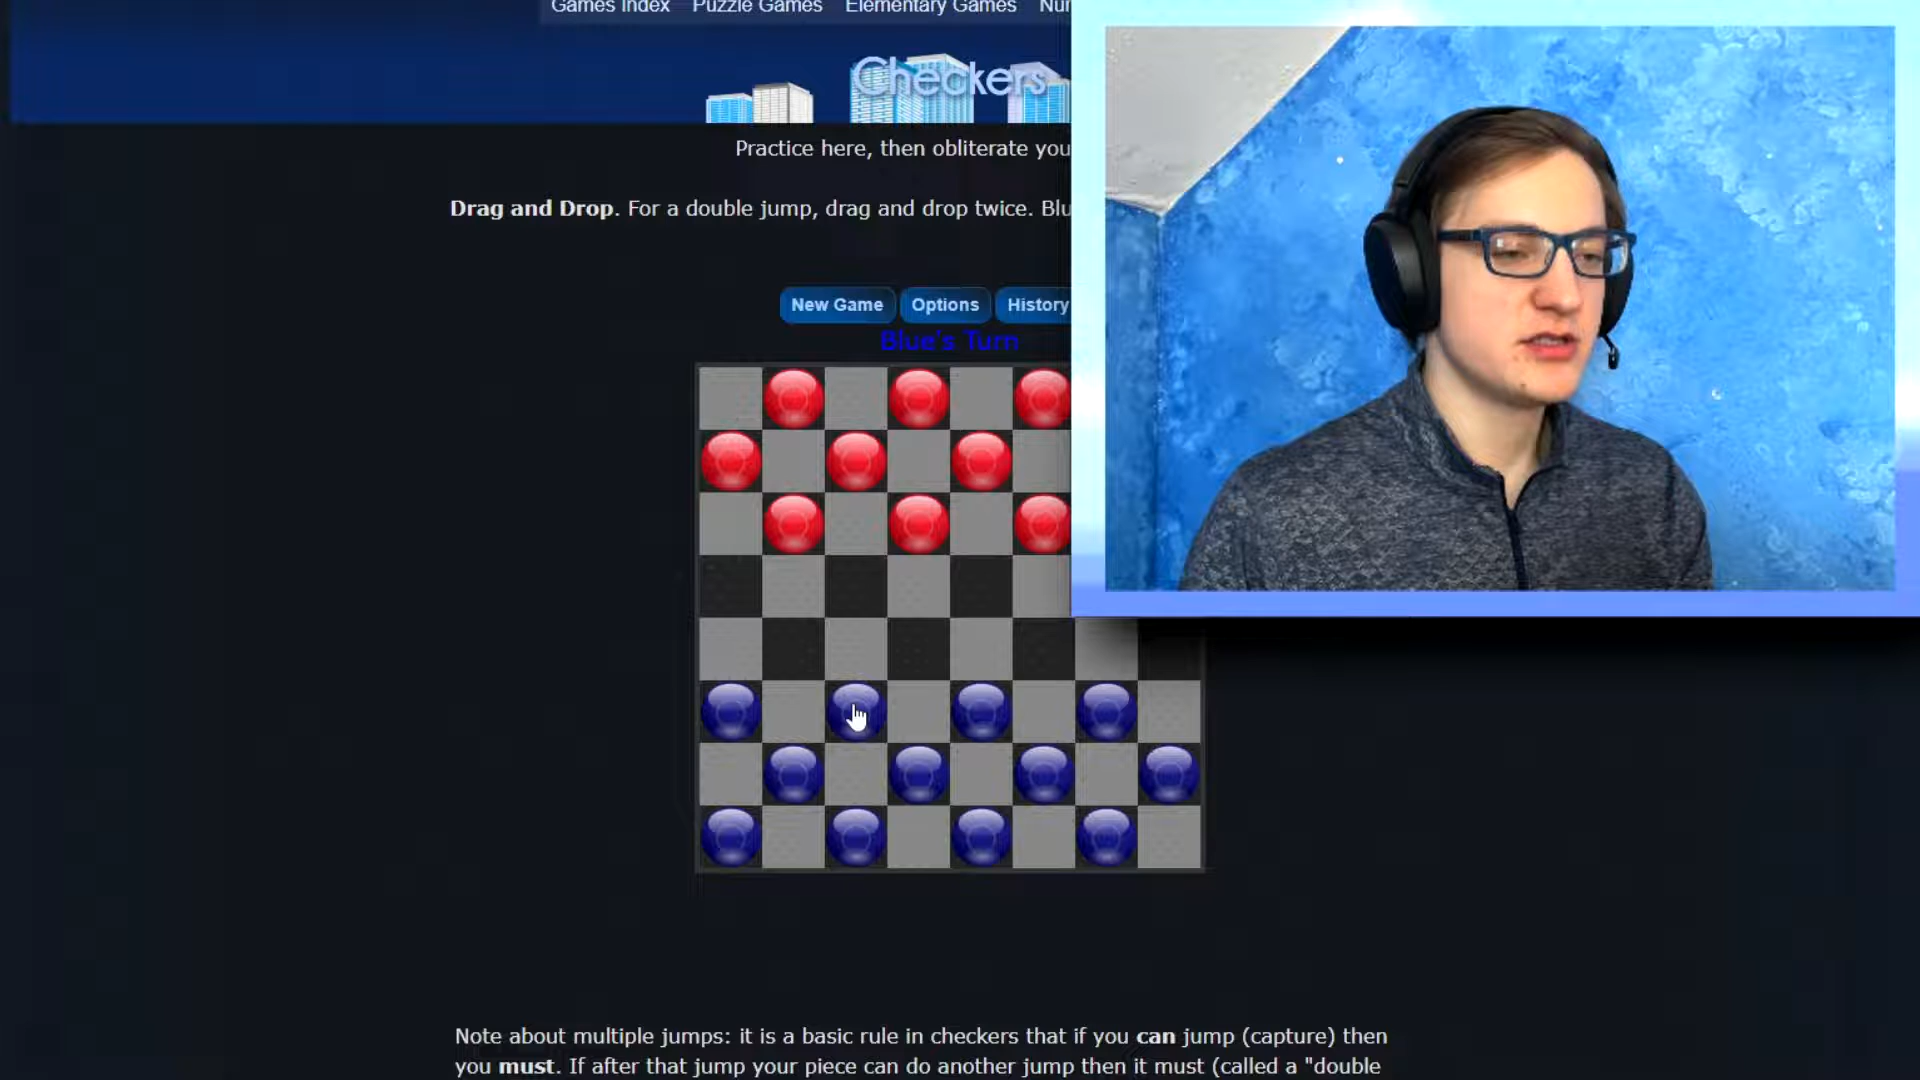 Games Index Puzzle Games Elementary Games
Checkers
Practice here, then obliterate you
Drag and Drop. For a double jump, drag and drop twice. Blu
New Game Options History
Blue's Turn
Note about multiple jumps: it is a basic rule in checkers that if you can jump (capture) then
you must. If after that jump your piece can do another jump then it must (called a "double